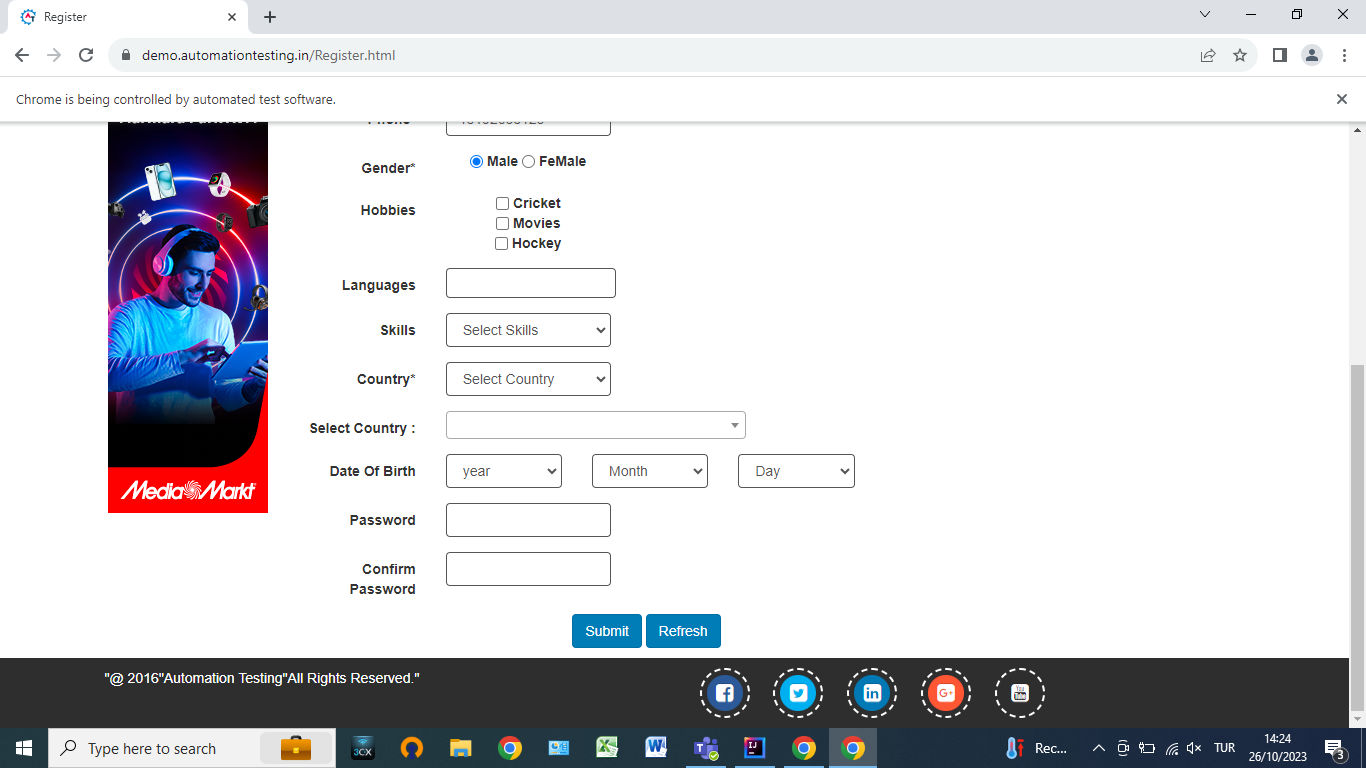 Register
demo.automationtesting.in/Register.html
Chrome is being controlled by automated test software.
Phone
Gender*
Male FeMale
Hobbies
Cricket
Movies
Hockey
Languages
Skills
Select Skills
Country*
Select Country
Select Country :
Date Of Birth
year
Month
Day
Password
Confirm
Password
Submit
Refresh
MediaMarkt
"@ 2016"Automation Testing"All Rights Reserved."
G+
You
Tube
Type here to search
3CX
IJ
Rec...
TUR
14:24
26/10/2023
3